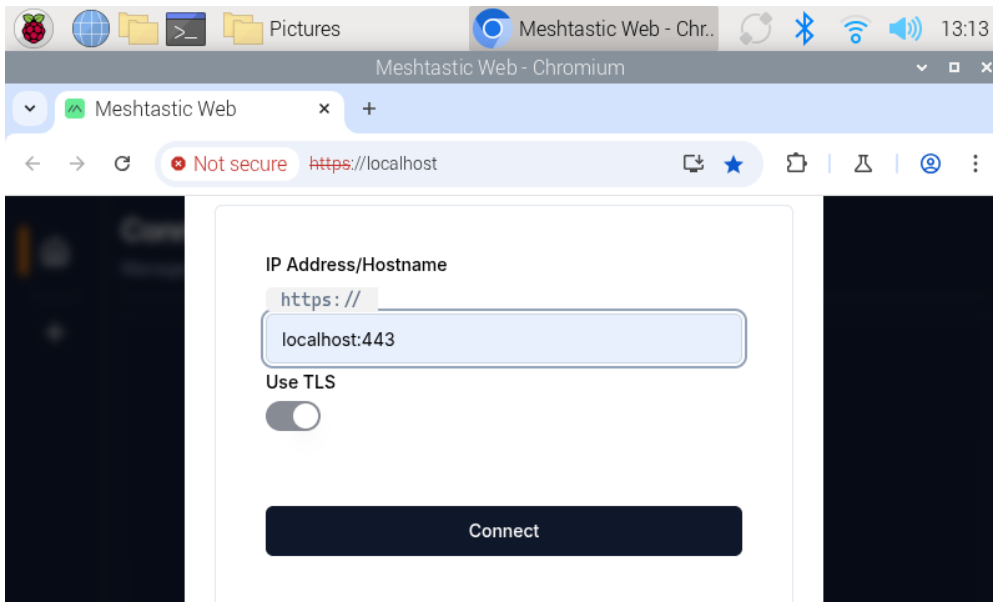 Pictures
Meshtastic Web - Chr..
13:13
Meshtastic Web - Chromium
Meshtastic Web
Not secure https://localhost
IP Address/Hostname
https://
localhost:443
Use TLS
Connect